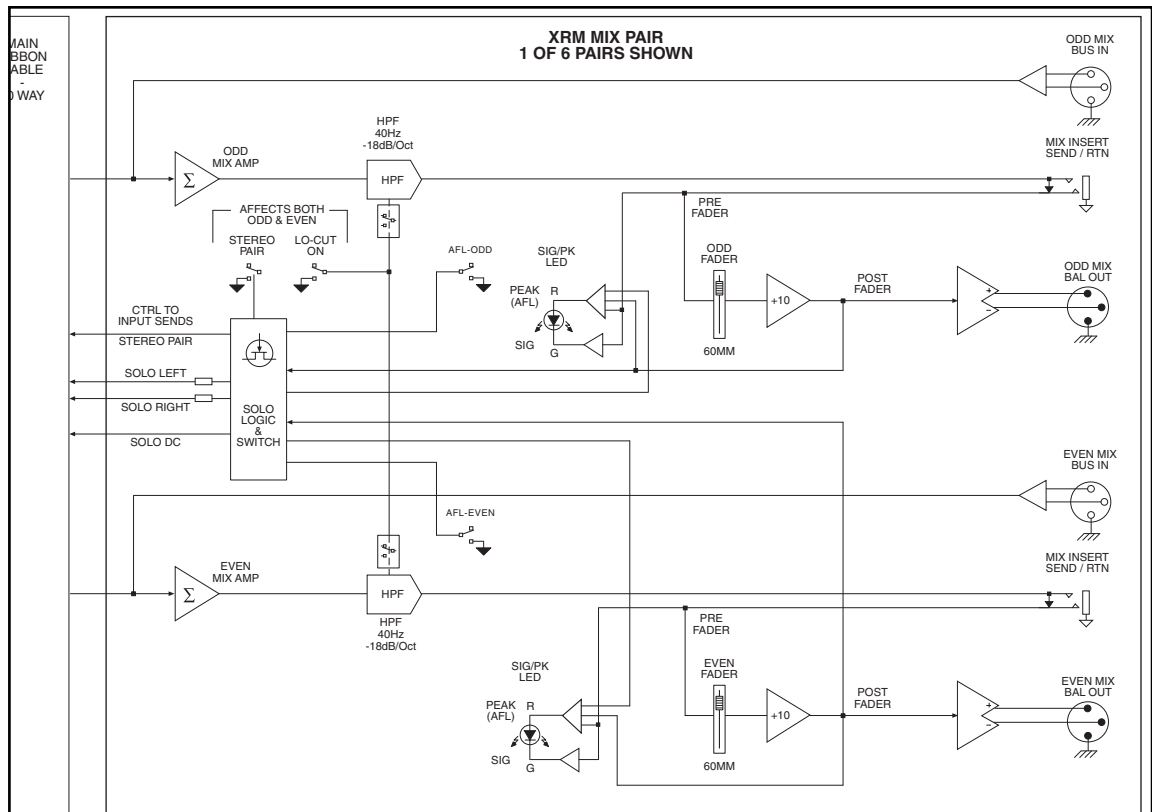 XRM MIX PAIR
1 OF 6 PAIRS SHOWN
MAIN
BBON
ABLE
-
0 WAY
ODD MIX
BUS IN
HPF
40Hz
-18dB/Oct
ODD
MIX AMP
Σ
HPF
MIX INSERT
SEND / RTN
AFFECTS BOTH
ODD & EVEN
STEREO
PAIR
LO-CUT
ON
AFL-ODD
SIG/PK
LED
PEAK
(AFL)
R
SIG
G
PRE
FADER
ODD
FADER
60MM
+10
POST
FADER
+
−
ODD MIX
BAL OUT
CTRL TO
INPUT SENDS
STEREO PAIR
SOLO LEFT
SOLO RIGHT
SOLO DC
SOLO
LOGIC
&
SWITCH
EVEN MIX
BUS IN
AFL-EVEN
EVEN
MIX AMP
Σ
HPF
HPF
40Hz
-18dB/Oct
MIX INSERT
SEND / RTN
PRE
FADER
SIG/PK
LED
PEAK
(AFL)
R
SIG
G
EVEN
FADER
60MM
+10
POST
FADER
+
−
EVEN MIX
BAL OUT